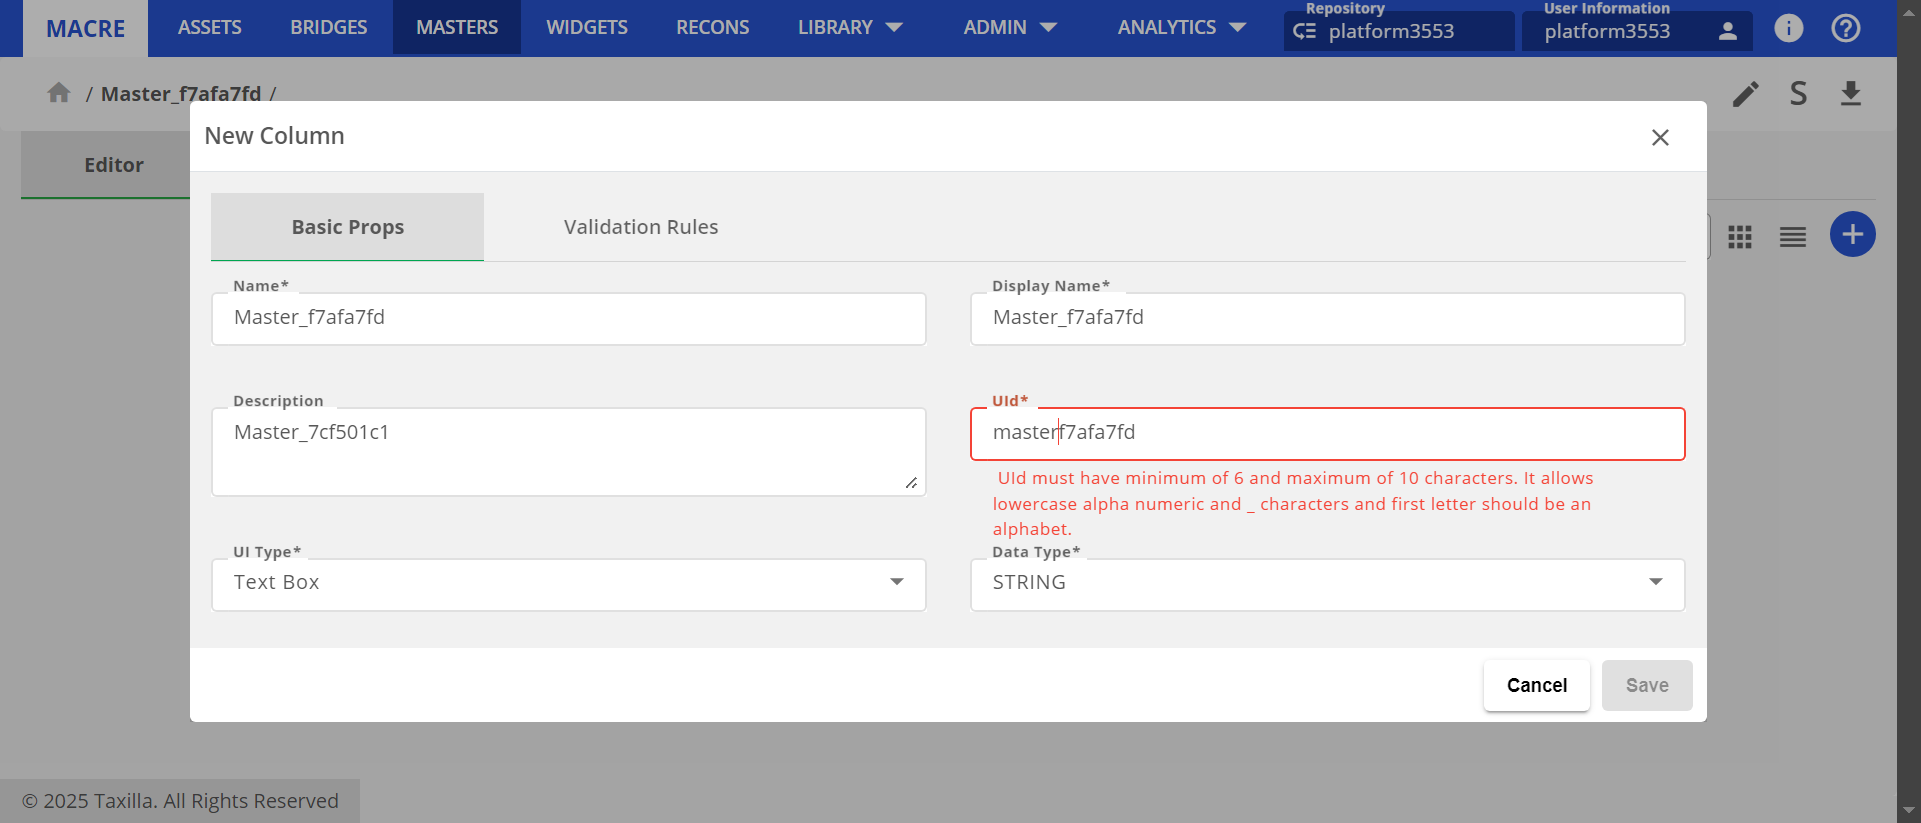 MACRE
ASSETS
BRIDGES
MASTERS
WIDGETS
RECONS
LIBRARY
ADMIN
ANALYTICS
Repository
platform3553
User Information
platform3553
/ Master_f7afa7fd /
S
Editor
New Column
Basic Props
Validation Rules
Name*
Master_f7afa7fd
Display Name*
Master_f7afa7fd
Description
Master_7cf501c1
UId*
masterf7afa7fd
UId must have minimum of 6 and maximum of 10 characters. It allows
lowercase alpha numeric and _ characters and first letter should be an
alphabet.
UI Type*
Text Box
Data Type*
STRING
Cancel
Save
© 2025 Taxilla. All Rights Reserved